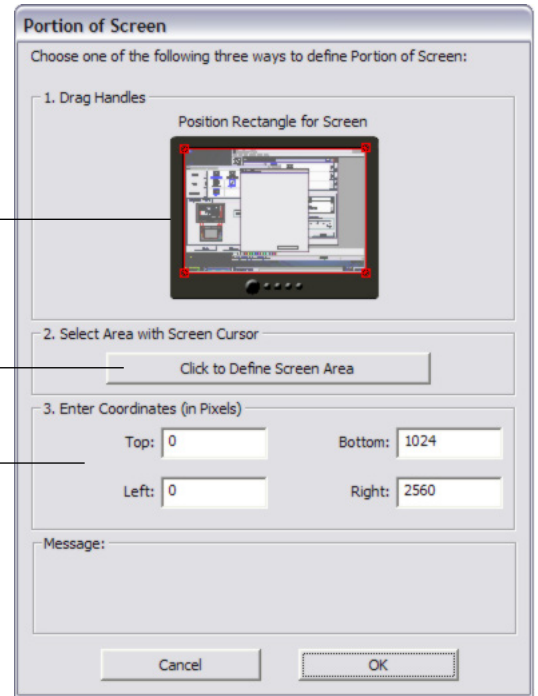 Portion of Screen
Choose one of the following three ways to define Portion of Screen:
1. Drag Handles
Position Rectangle for Screen
2. Select Area with Screen Cursor
Click to Define Screen Area
3. Enter Coordinates (in Pixels)
Top: 0 Bottom: 1024
Left: 0 Right: 2560
Message:
Cancel OK